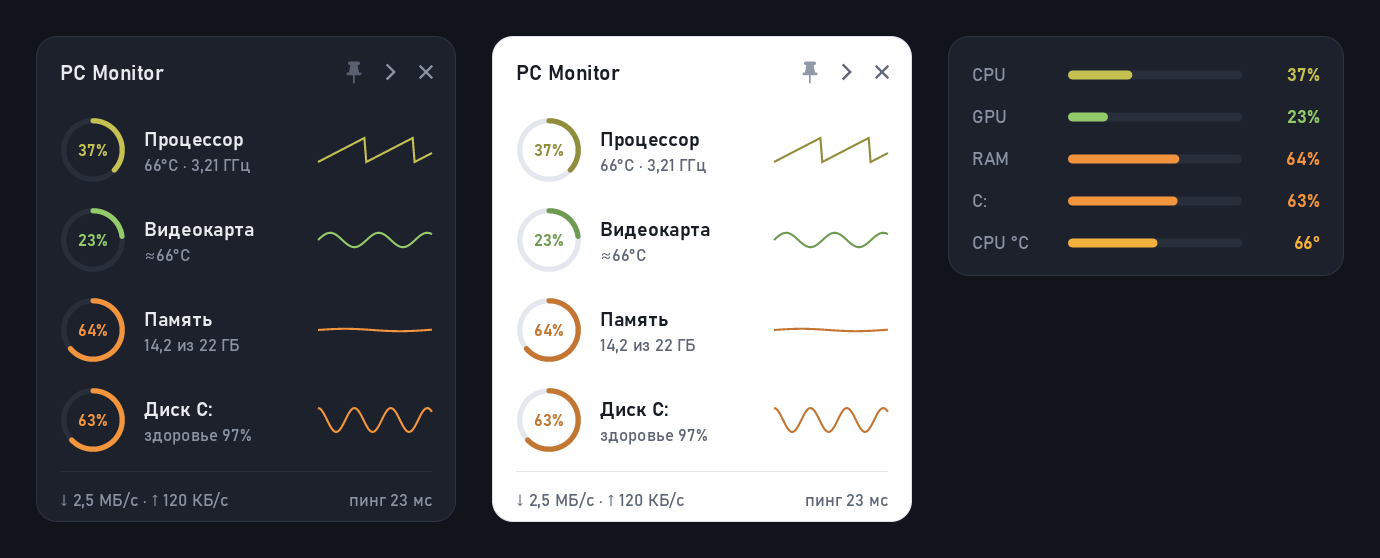 PC Monitor
37%
Процессор
66°C · 3,21 ГГц
23%
Видеокарта
≈66°C
64%
Память
14,2 из 22 ГБ
63%
Диск C:
здоровье 97%
↓ 2,5 МБ/с · ↑ 120 КБ/с
пинг 23 мс
PC Monitor
37%
Процессор
66°C · 3,21 ГГц
23%
Видеокарта
≈66°C
64%
Память
14,2 из 22 ГБ
63%
Диск C:
здоровье 97%
↓ 2,5 МБ/с · ↑ 120 КБ/с
пинг 23 мс
CPU 37%
GPU 23%
RAM 64%
C: 63%
CPU °C 66°